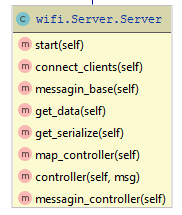 C wifi.Server.Server
m start(self)
m connect_clients(self)
m messagin_base(self)
m get_data(self)
m get_serialize(self)
m map_controller(self)
m controller(self, msg)
m messagin_controller(self)